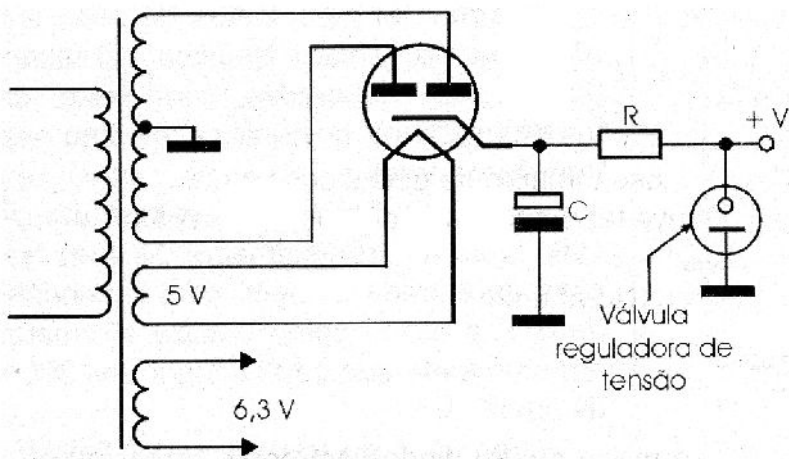 R
+ V
C
5 V
Válvula
reguladora de
tensão
6,3 V